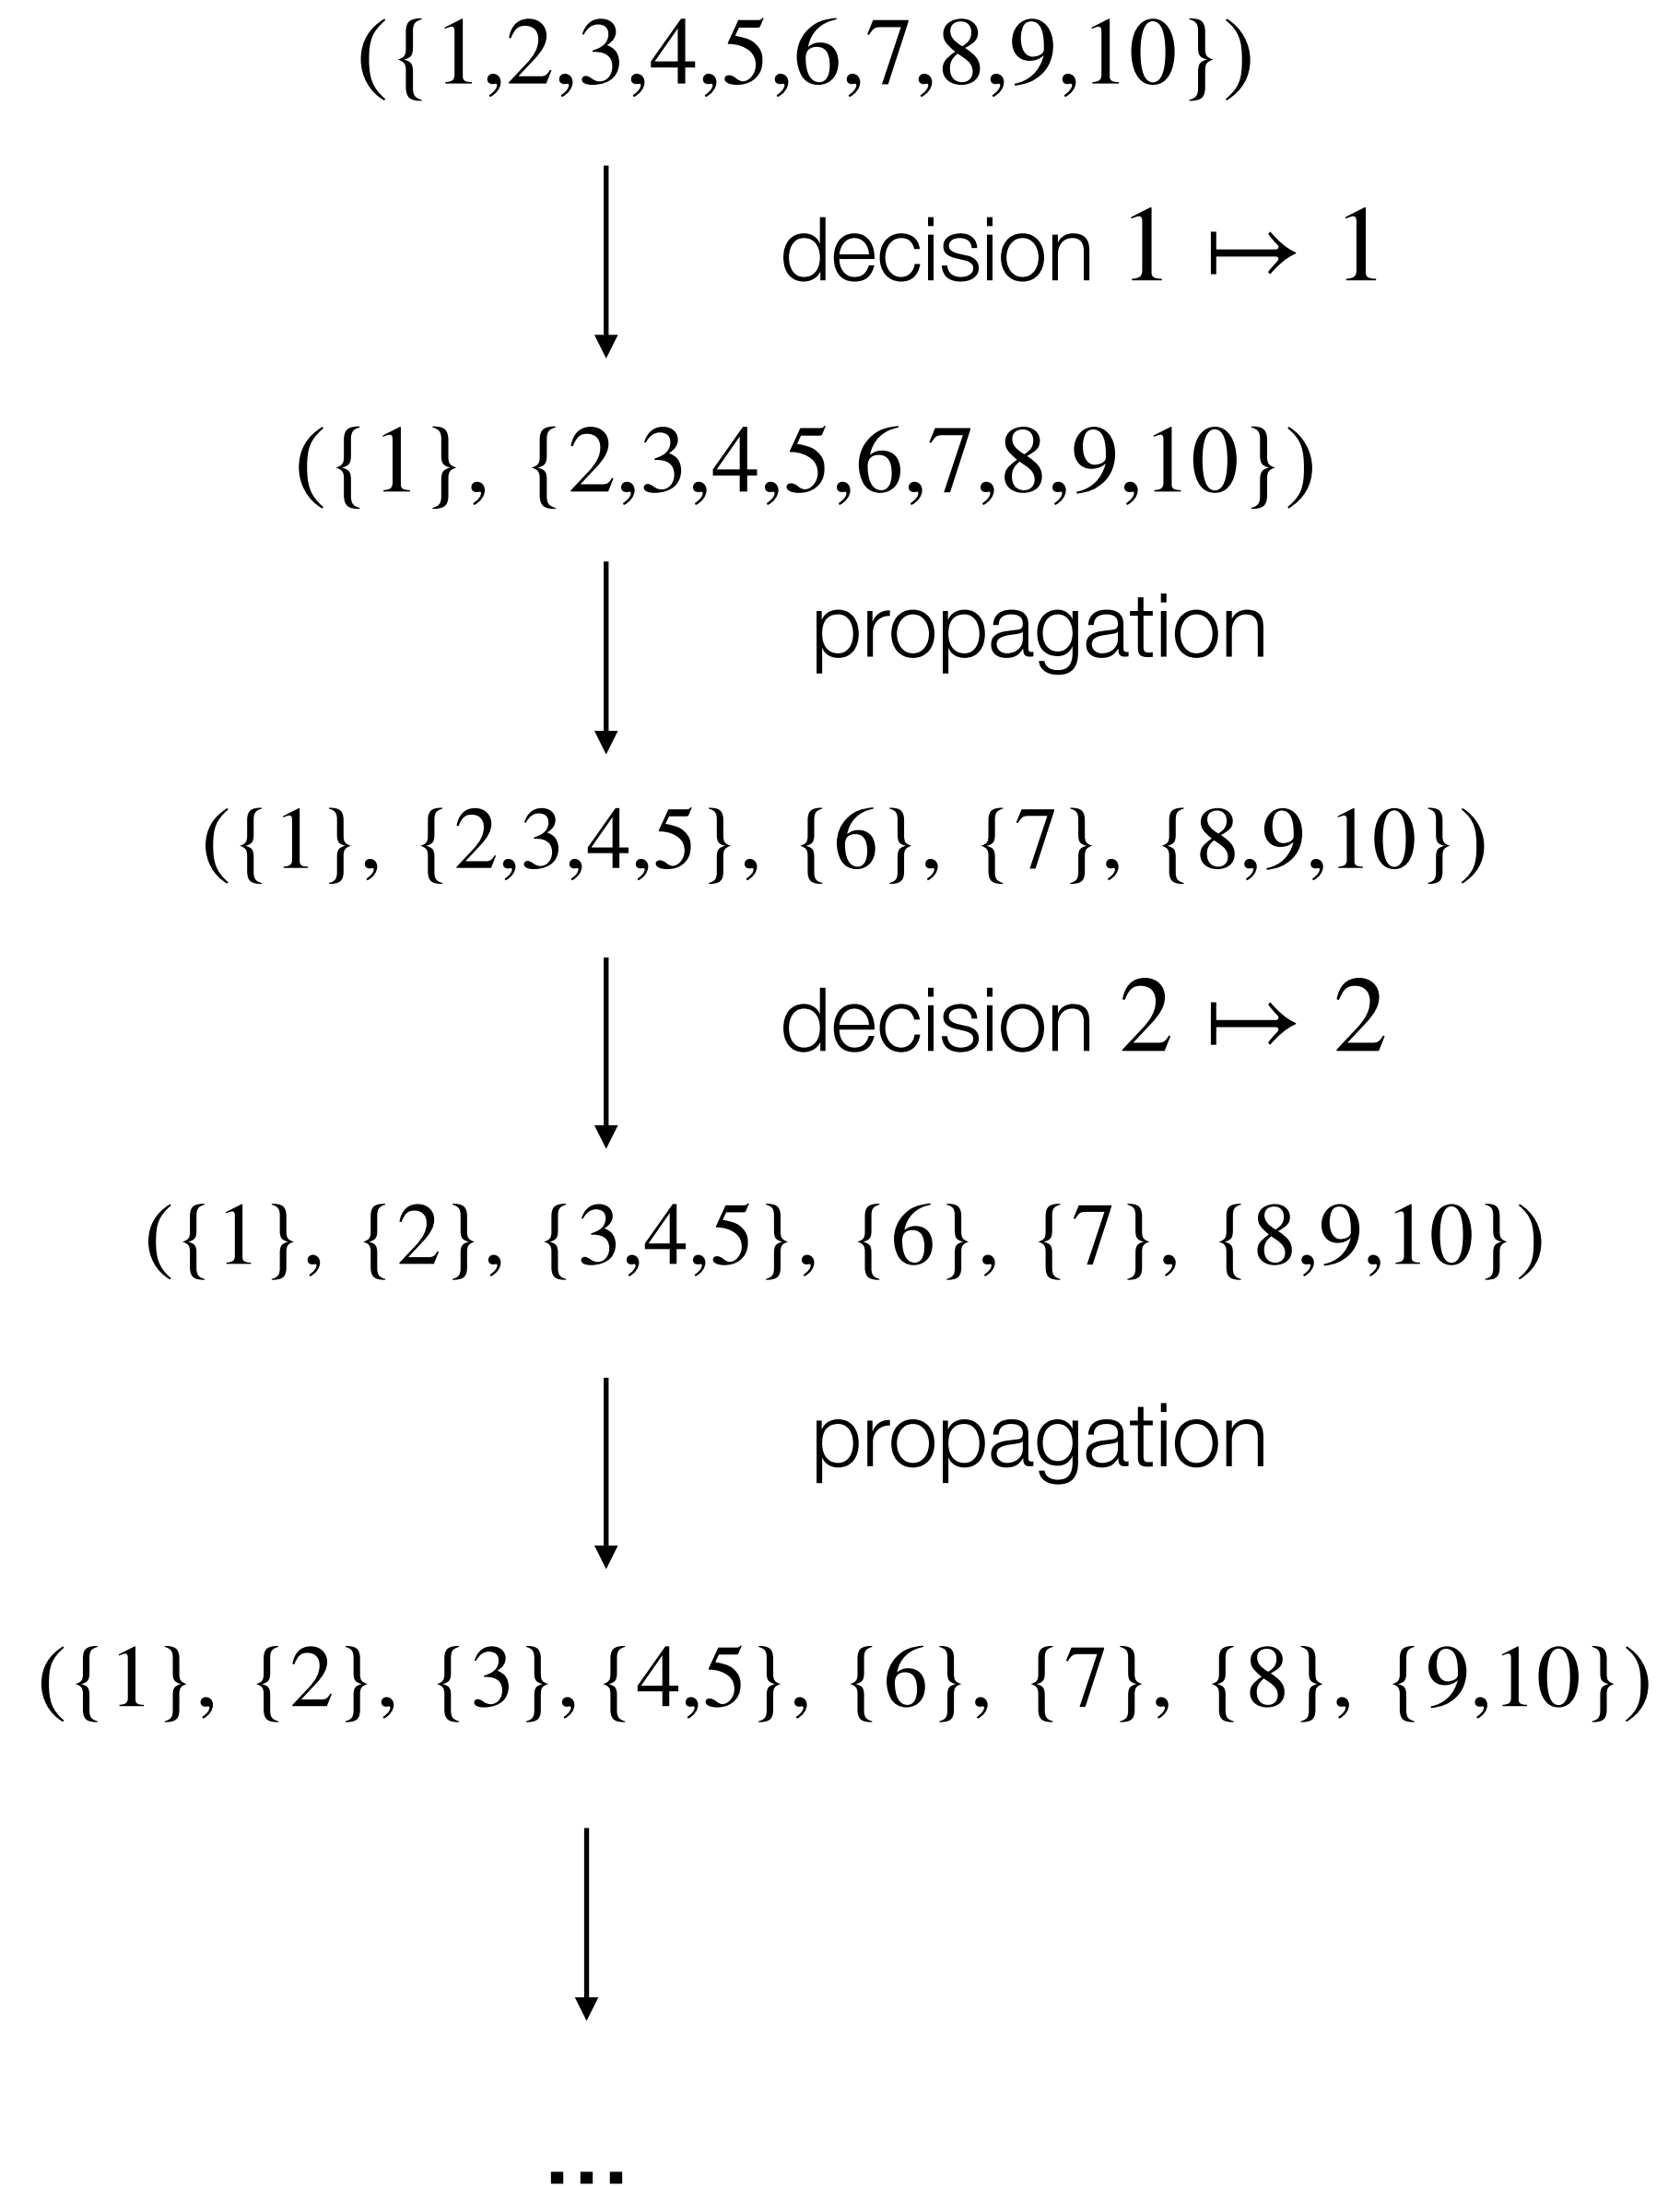 ({1,2,3,4,5,6,7,8,9,10})
decision 1 ↦ 1
({1}, {2,3,4,5,6,7,8,9,10})
propagation
({1}, {2,3,4,5}, {6}, {7}, {8,9,10})
decision 2 ↦ 2
({1}, {2}, {3,4,5}, {6}, {7}, {8,9,10})
propagation
({1}, {2}, {3}, {4,5}, {6}, {7}, {8}, {9,10})
...